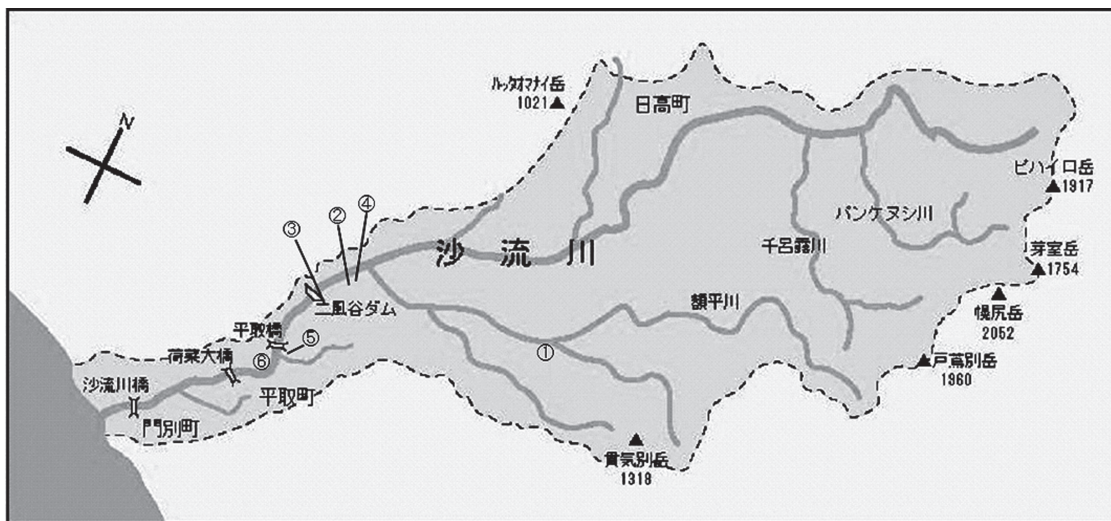 ハッタオマナイ岳
1021▲
日高町
N
ピパイロ岳
▲1917
パンケヌシ川
② ④
③
沙流川
千呂露川
芽室岳
▲1754
額平川
幌尻岳
2052
二風谷ダム
平取橋
①
⑤
⑥
荷菜大橋
戸蔦別岳
1960
沙流川橋
平取町
門別町
貫気別岳
1318